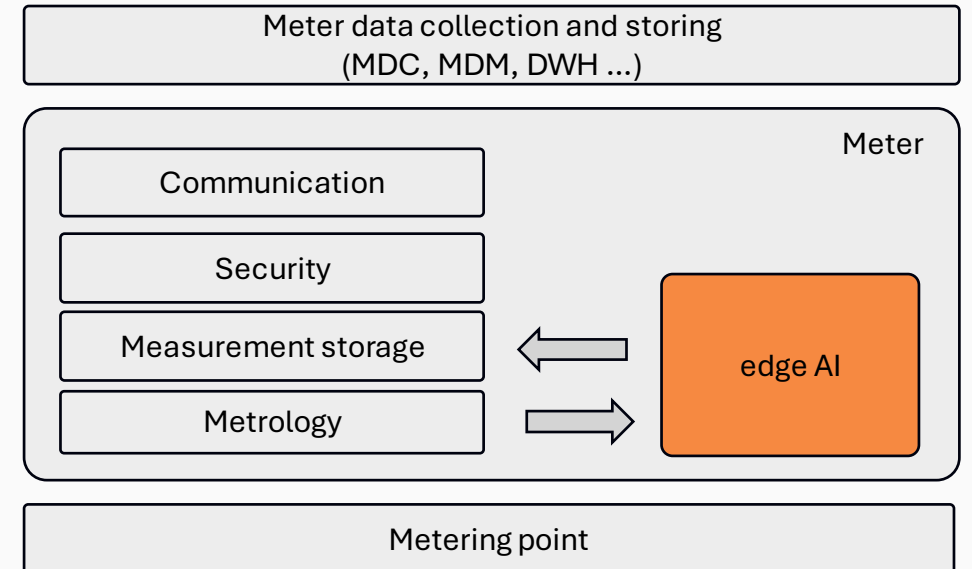 Meter data collection and storing
(MDC, MDM, DWH ...)
Meter
Communication
Security
Measurement storage
edge AI
Metrology
Metering point